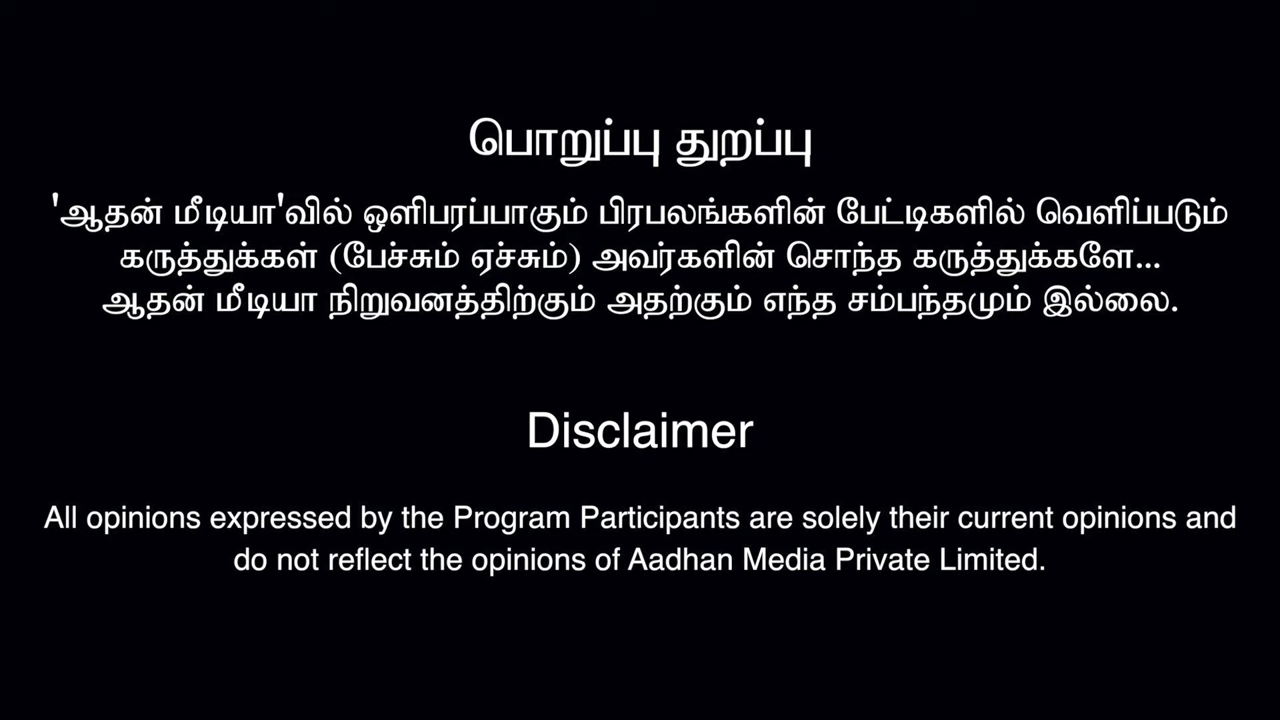 பொறுப்பு துறப்பு
'ஆதன் மீடியா'வில் ஒளிபரப்பாகும் பிரபலங்களின் பேட்டிகளில் வெளிப்படும்
கருத்துக்கள் (பேச்சும் ஏச்சும்) அவர்களின் சொந்த கருத்துக்களே...
ஆதன் மீடியா நிறுவனத்திற்கும் அதற்கும் எந்த சம்பந்தமும் இல்லை.
Disclaimer
All opinions expressed by the Program Participants are solely their current opinions and
do not reflect the opinions of Aadhan Media Private Limited.